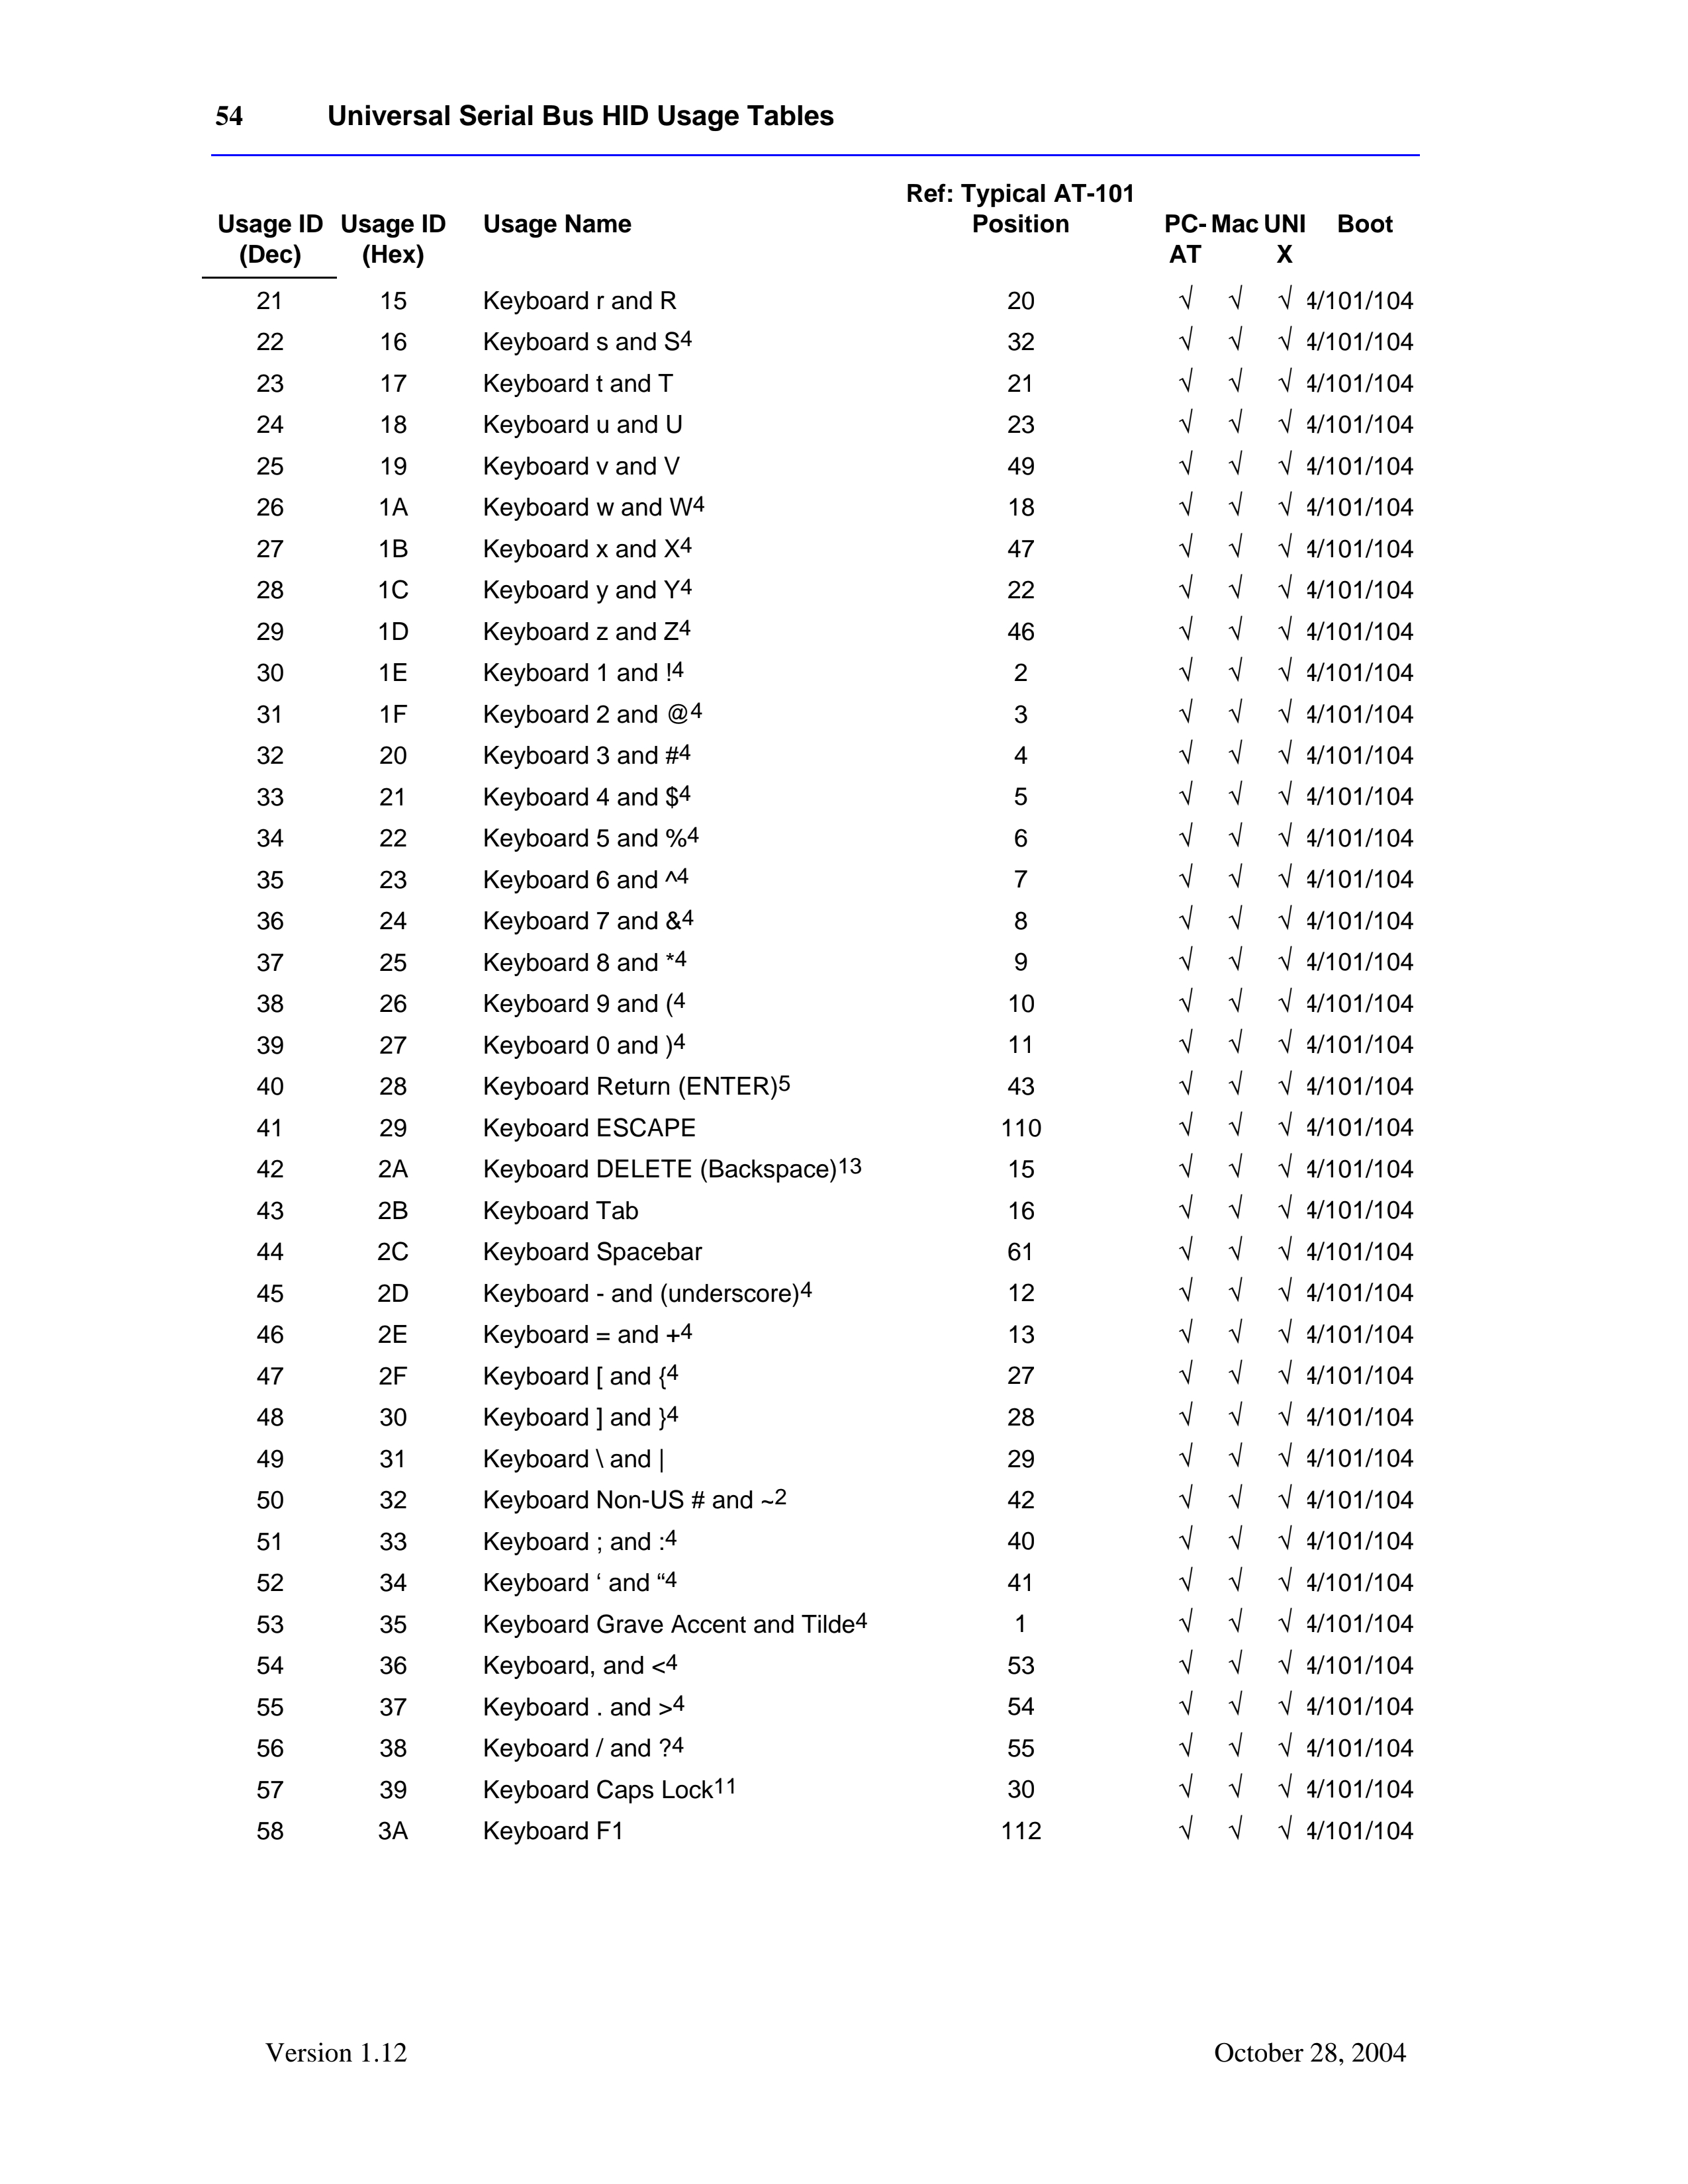 54 Universal Serial Bus HID Usage Tables
Ref: Typical AT-101
Usage ID Usage ID Usage Name Position PC- Mac UNI Boot
(Dec) (Hex) AT X
21 15 Keyboard r and R 20 √ √ √ 4/101/104
22 16 Keyboard s and S4 32 √ √ √ 4/101/104
23 17 Keyboard t and T 21 √ √ √ 4/101/104
24 18 Keyboard u and U 23 √ √ √ 4/101/104
25 19 Keyboard v and V 49 √ √ √ 4/101/104
26 1A Keyboard w and W4 18 √ √ √ 4/101/104
27 1B Keyboard x and X4 47 √ √ √ 4/101/104
28 1C Keyboard y and Y4 22 √ √ √ 4/101/104
29 1D Keyboard z and Z4 46 √ √ √ 4/101/104
30 1E Keyboard 1 and !4 2 √ √ √ 4/101/104
31 1F Keyboard 2 and @4 3 √ √ √ 4/101/104
32 20 Keyboard 3 and #4 4 √ √ √ 4/101/104
33 21 Keyboard 4 and $4 5 √ √ √ 4/101/104
34 22 Keyboard 5 and %4 6 √ √ √ 4/101/104
35 23 Keyboard 6 and ^4 7 √ √ √ 4/101/104
36 24 Keyboard 7 and &4 8 √ √ √ 4/101/104
37 25 Keyboard 8 and *4 9 √ √ √ 4/101/104
38 26 Keyboard 9 and (4 10 √ √ √ 4/101/104
39 27 Keyboard 0 and )4 11 √ √ √ 4/101/104
40 28 Keyboard Return (ENTER)5 43 √ √ √ 4/101/104
41 29 Keyboard ESCAPE 110 √ √ √ 4/101/104
42 2A Keyboard DELETE (Backspace)13 15 √ √ √ 4/101/104
43 2B Keyboard Tab 16 √ √ √ 4/101/104
44 2C Keyboard Spacebar 61 √ √ √ 4/101/104
45 2D Keyboard - and (underscore)4 12 √ √ √ 4/101/104
46 2E Keyboard = and +4 13 √ √ √ 4/101/104
47 2F Keyboard [ and {4 27 √ √ √ 4/101/104
48 30 Keyboard ] and }4 28 √ √ √ 4/101/104
49 31 Keyboard \ and | 29 √ √ √ 4/101/104
50 32 Keyboard Non-US # and ~2 42 √ √ √ 4/101/104
51 33 Keyboard ; and :4 40 √ √ √ 4/101/104
52 34 Keyboard ‘ and “4 41 √ √ √ 4/101/104
53 35 Keyboard Grave Accent and Tilde4 1 √ √ √ 4/101/104
54 36 Keyboard, and <4 53 √ √ √ 4/101/104
55 37 Keyboard . and >4 54 √ √ √ 4/101/104
56 38 Keyboard / and ?4 55 √ √ √ 4/101/104
57 39 Keyboard Caps Lock11 30 √ √ √ 4/101/104
58 3A Keyboard F1 112 √ √ √ 4/101/104
Version 1.12 October 28, 2004